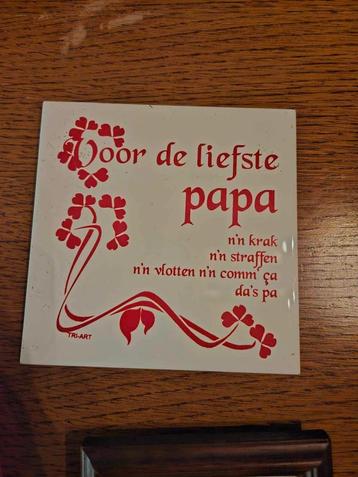 Voor de liefste
papa
n'n krak
n'n straffen
n'n vlotten n'n comm' ça
da's pa
TRI-ART